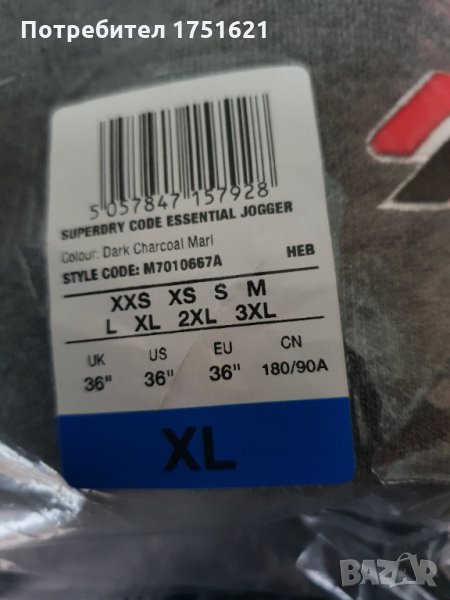 Потребител 1751621
5 057847 157928
SUPERDRY CODE ESSENTIAL JOGGER
Colour: Dark Charcoal Marl
STYLE CODE: M7010667A HEB
XXS XS S M
L XL 2XL 3XL
UK US EU CN
36" 36" 36" 180/90A
XL
BAZAR